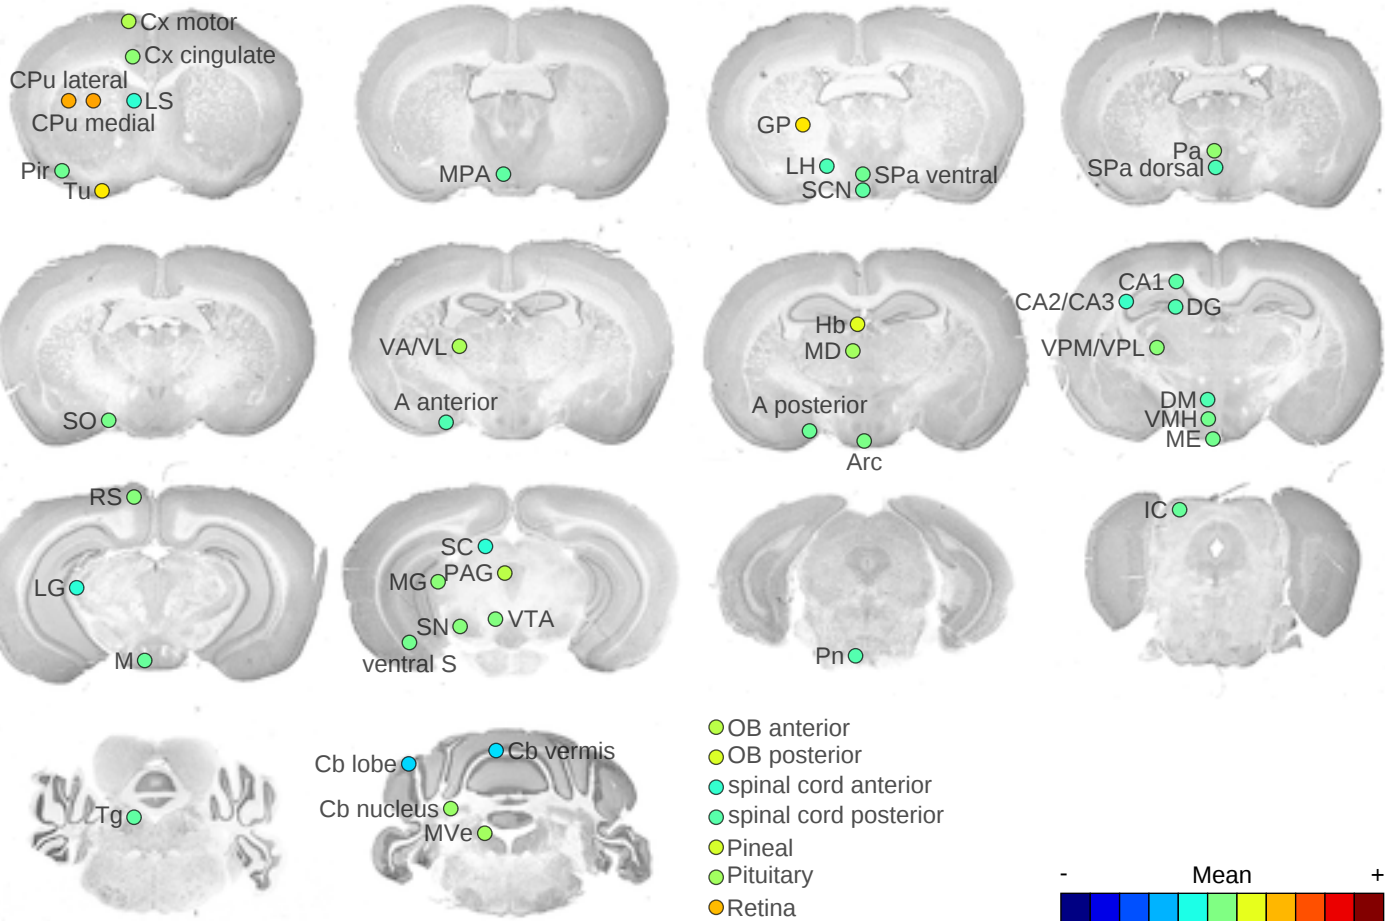 Cx motor
Cx cingulate
CPu lateral
LS
CPu medial
Pir
Tu
MPA
GP
LH
SPa ventral
SCN
Pa
SPa dorsal
SO
VA/VL
A anterior
Hb
MD
A posterior
Arc
CA1
CA2/CA3
DG
VPM/VPL
DM
VMH
ME
RS
LG
M
SC
PAG
MG
VTA
SN
ventral S
Pn
IC
Tg
Cb vermis
Cb lobe
Cb nucleus
MVe
OB anterior
OB posterior
spinal cord anterior
spinal cord posterior
Pineal
Pituitary
Retina
- Mean +